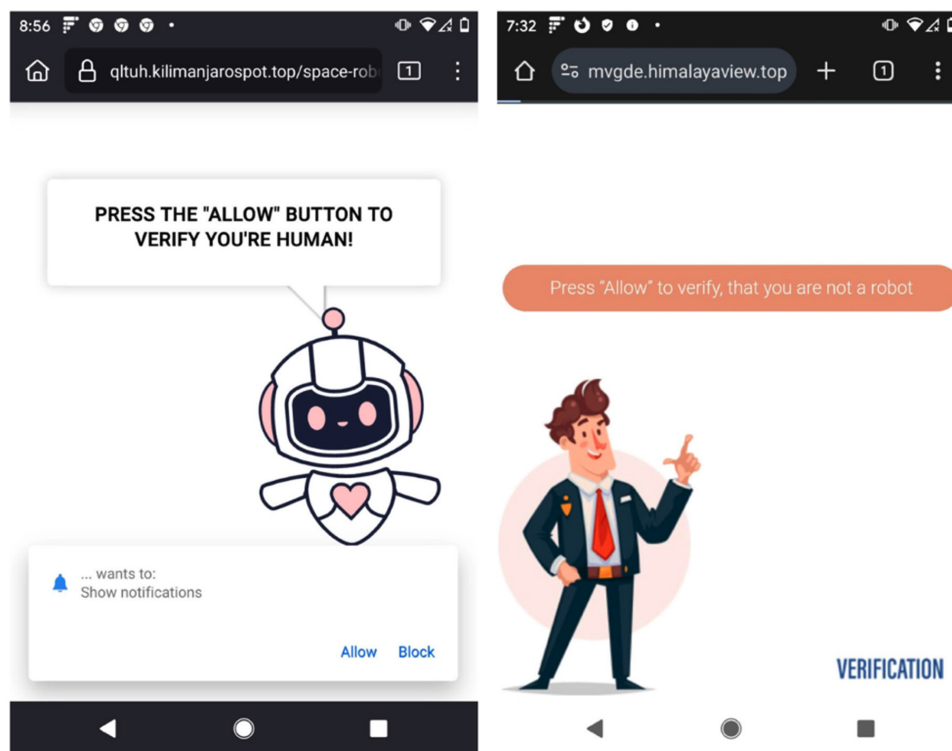 8:56
qltuh.kilimanjarospot.top/space-rob
1
PRESS THE "ALLOW" BUTTON TO
VERIFY YOU'RE HUMAN!
... wants to:
Show notifications
Allow Block
7:32
mvgde.himalayaview.top
1
Press "Allow" to verify, that you are not a robot
VERIFICATION